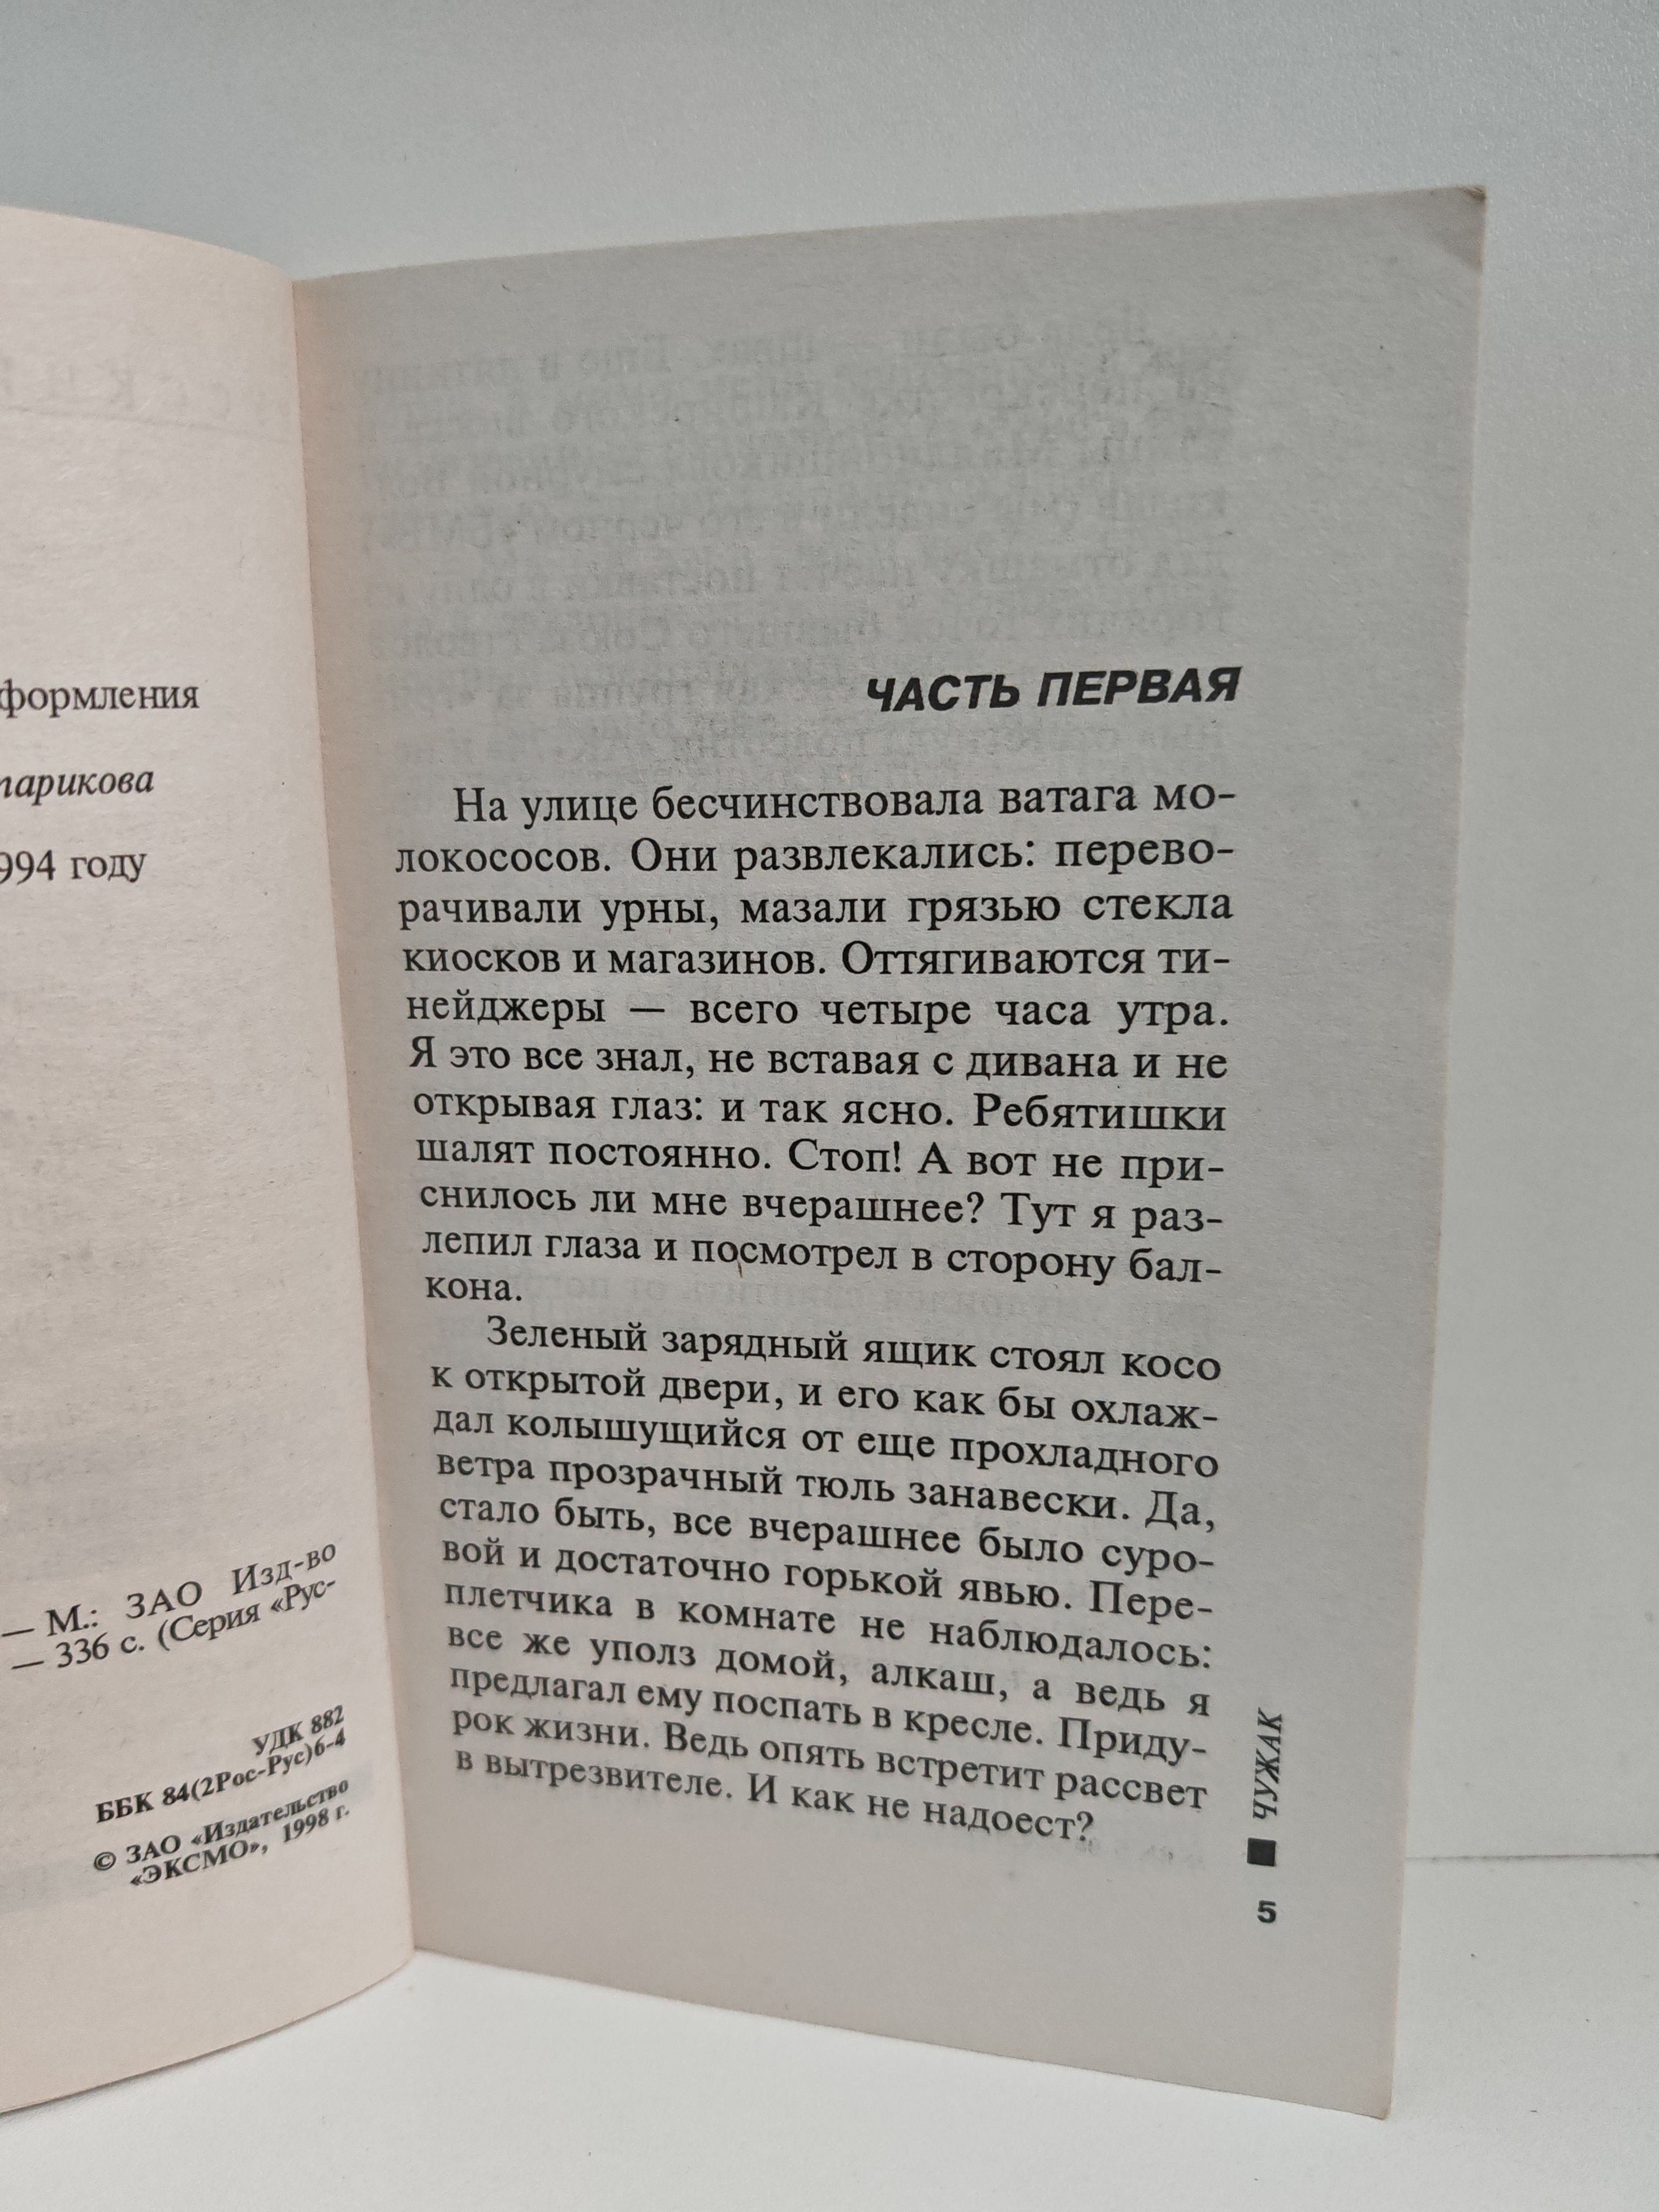 формления
тарикова
994 году
— М.: ЗАО Изд-во
— 336 с. (Серия «Рус-
УДК 882
ББК 84(2Рос-Рус)6-4
© ЗАО «Издательство
«ЭКСМО», 1998 г.
ЧАСТЬ ПЕРВАЯ
На улице бесчинствовала ватага мо-
локососов. Они развлекались: перево-
рачивали урны, мазали грязью стекла
киосков и магазинов. Оттягиваются ти-
нейджеры — всего четыре часа утра.
Я это все знал, не вставая с дивана и не
открывая глаз: и так ясно. Ребятишки
шалят постоянно. Стоп! А вот не при-
снилось ли мне вчерашнее? Тут я раз-
лепил глаза и посмотрел в сторону бал-
кона.
Зеленый зарядный ящик стоял косо
к открытой двери, и его как бы охлаж-
дал колышущийся от еще прохладного
ветра прозрачный тюль занавески. Да,
стало быть, все вчерашнее было суро-
вой и достаточно горькой явью. Пере-
плетчика в комнате не наблюдалось:
все же уполз домой, алкаш, а ведь я
предлагал ему поспать в кресле. Приду-
рок жизни. Ведь опять встретит рассвет
в вытрезвителе. И как не надоест?
ЧУЖАК
5